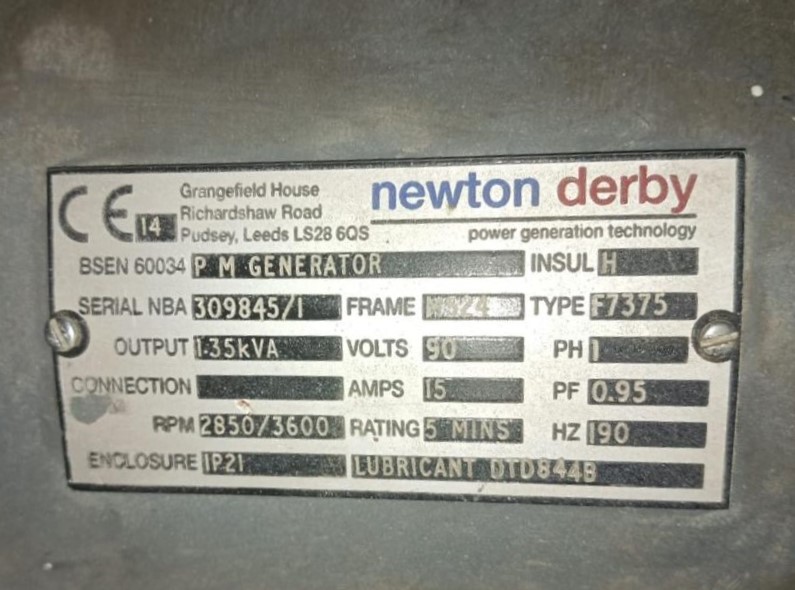 CE 14
Grangefield House
Richardshaw Road
Pudsey, Leeds LS28 6QS
newton derby
power generation technology
BSEN 60034 P M GENERATOR INSUL H
SERIAL NBA 309845/1 FRAME TYPE F7375
OUTPUT 1.35kVA VOLTS 90 PH 1
CONNECTION AMPS 15 PF 0.95
RPM 2850/3600 RATING 5 MINS HZ 190
ENCLOSURE IP21 LUBRICANT DTD844B